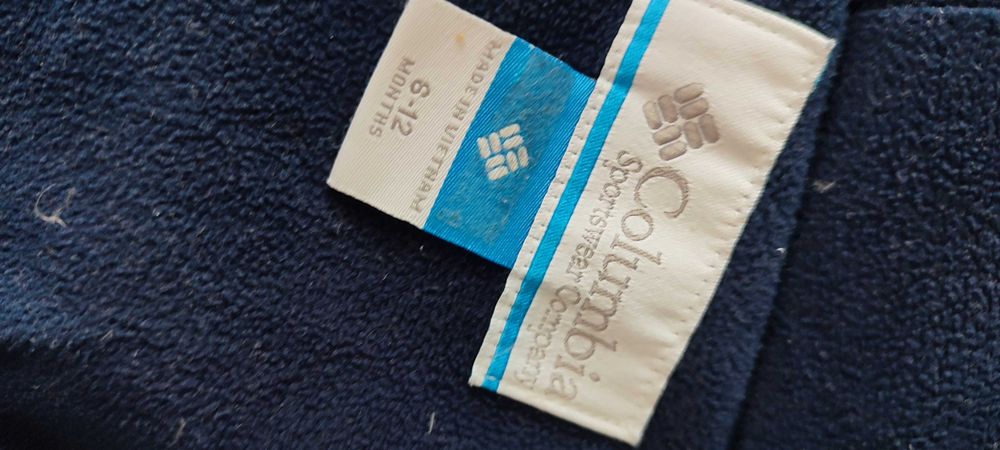 Columbia
Sportswear Company
MADE IN VIETNAM
6-12
MONTHS